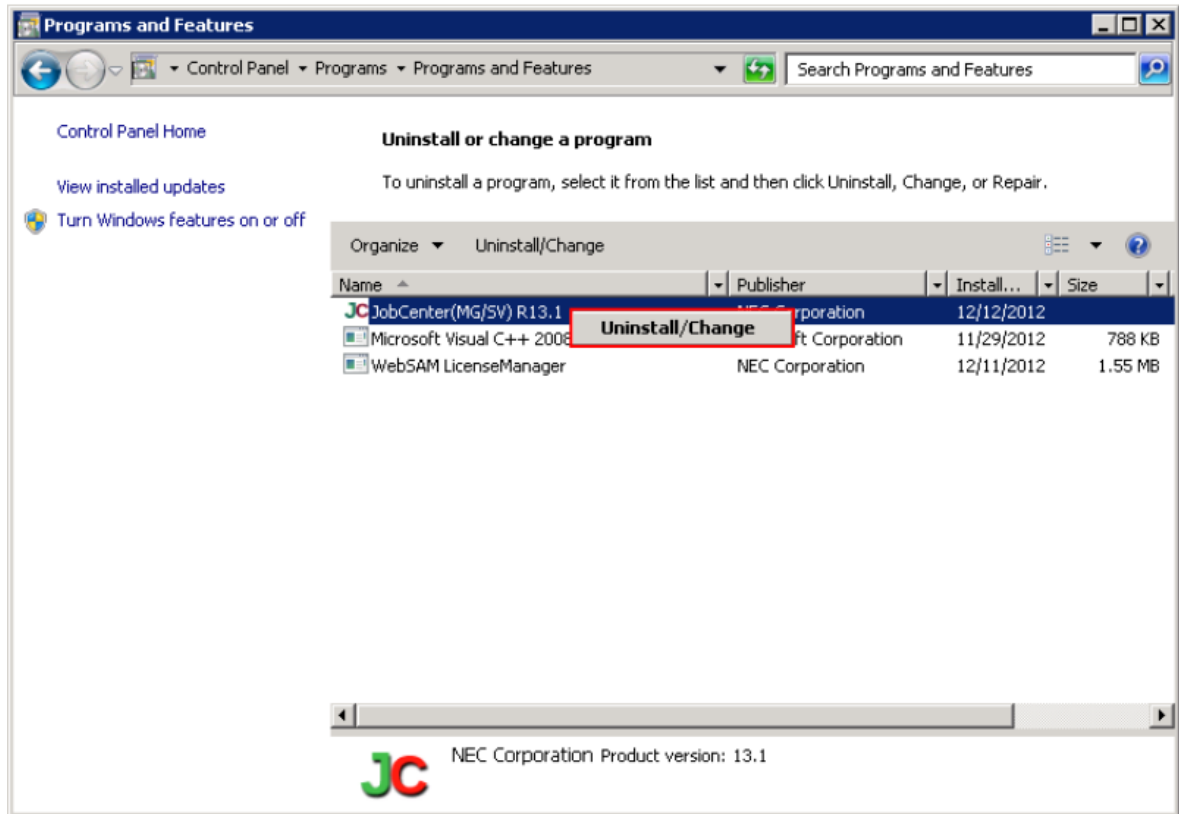 Programs and Features
Control Panel Programs Programs and Features Search Programs and Features
Control Panel Home
View installed updates
Turn Windows features on or off
Uninstall or change a program
To uninstall a program, select it from the list and then click Uninstall, Change, or Repair.
Organize Uninstall/Change
Name Publisher Install... Size
JC JobCenter(MG/SV) R13.1 NEC Corporation 12/12/2012
Uninstall/Change
Microsoft Visual C++ 2008 ft Corporation 11/29/2012 788 KB
WebSAM LicenseManager NEC Corporation 12/11/2012 1.55 MB
JC NEC Corporation Product version: 13.1